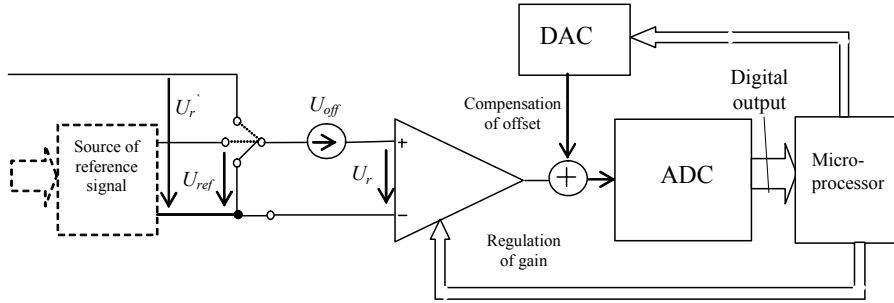 DAC
Digital
output
U_r`
U_off
Compensation
of offset
Source of
reference
signal
+
U_ref
U_r
+
ADC
Micro-
processor
–
Regulation
of gain